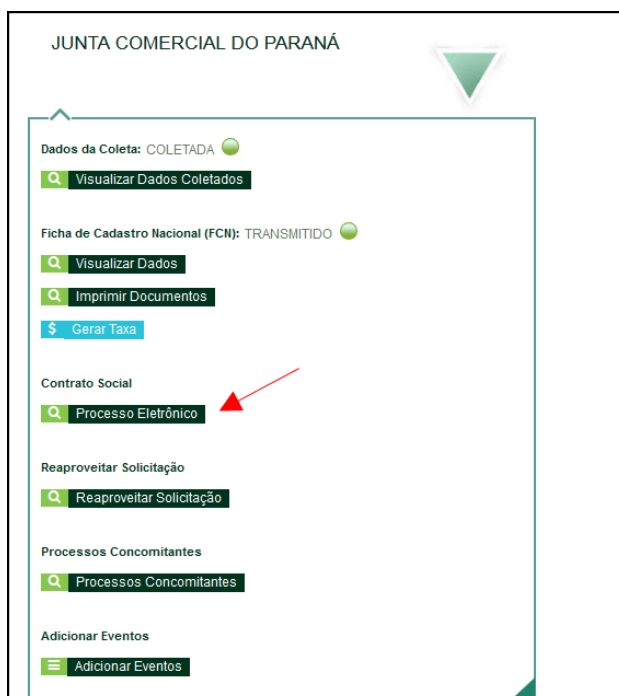 JUNTA COMERCIAL DO PARANÁ
Dados da Coleta: COLETADA
Visualizar Dados Coletados
Ficha de Cadastro Nacional (FCN): TRANSMITIDO
Visualizar Dados
Imprimir Documentos
$ Gerar Taxa
Contrato Social
Processo Eletrônico
Reaproveitar Solicitação
Reaproveitar Solicitação
Processos Concomitantes
Processos Concomitantes
Adicionar Eventos
Adicionar Eventos